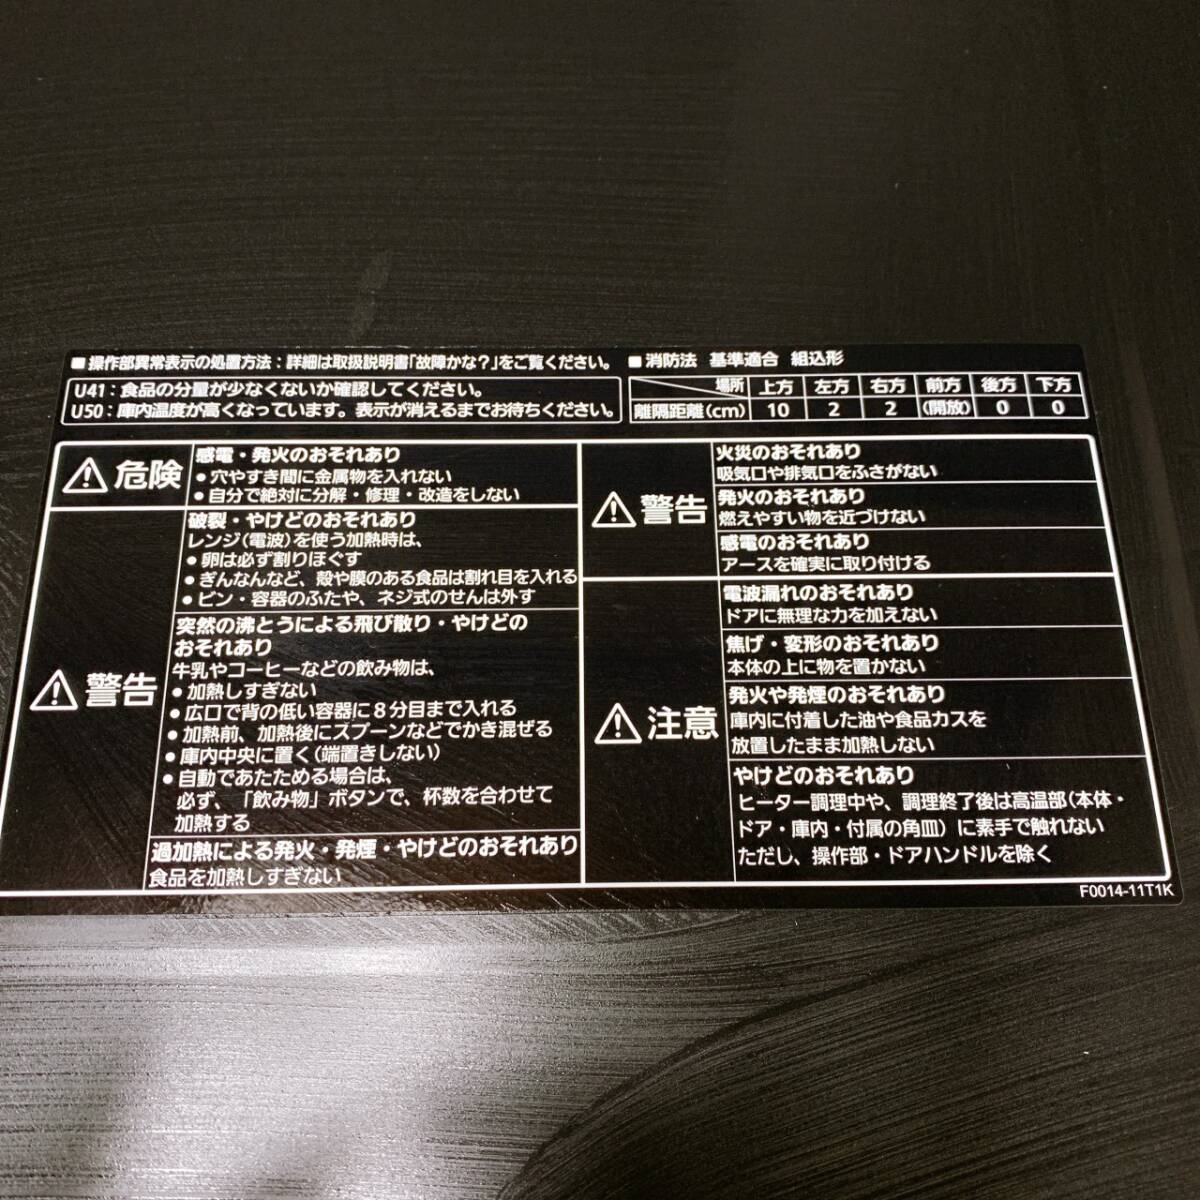 ■操作部異常表示の処置方法：詳細は取扱説明書「故障かな？」をご覧ください。
U41：食品の分量が少なくないか確認してください。
U50：庫内温度が高くなっています。表示が消えるまでお待ちください。
■消防法 基準適合 組込形
場所 上方 左方 右方 前方 後方 下方
離隔距離(cm) 10 2 2 (開放) 0 0
危険
感電・発火のおそれあり
●穴やすき間に金属物を入れない
●自分で絶対に分解・修理・改造をしない
警告
破裂・やけどのおそれあり
レンジ(電波)を使う加熱時は、
●卵は必ず割りほぐす
●ぎんなんなど、殻や膜のある食品は割れ目を入れる
●ビン・容器のふたや、ネジ式のせんは外す
突然の沸とうによる飛び散り・やけどの
おそれあり
牛乳やコーヒーなどの飲み物は、
●加熱しすぎない
●広口で背の低い容器に８分目まで入れる
●加熱前、加熱後にスプーンなどでかき混ぜる
●庫内中央に置く(端置きしない)
●自動であたためる場合は、
必ず、「飲み物」ボタンで、杯数を合わせて
加熱する
過加熱による発火・発煙・やけどのおそれあり
食品を加熱しすぎない
警告
火災のおそれあり
吸気口や排気口をふさがない
発火のおそれあり
燃えやすい物を近づけない
感電のおそれあり
アースを確実に取り付ける
注意
電波漏れのおそれあり
ドアに無理な力を加えない
焦げ・変形のおそれあり
本体の上に物を置かない
発火や発煙のおそれあり
庫内に付着した油や食品カスを
放置したまま加熱しない
やけどのおそれあり
ヒーター調理中や、調理終了後は高温部(本体・
ドア・庫内・付属の角皿)に素手で触れない
ただし、操作部・ドアハンドルを除く
F0014-11T1K